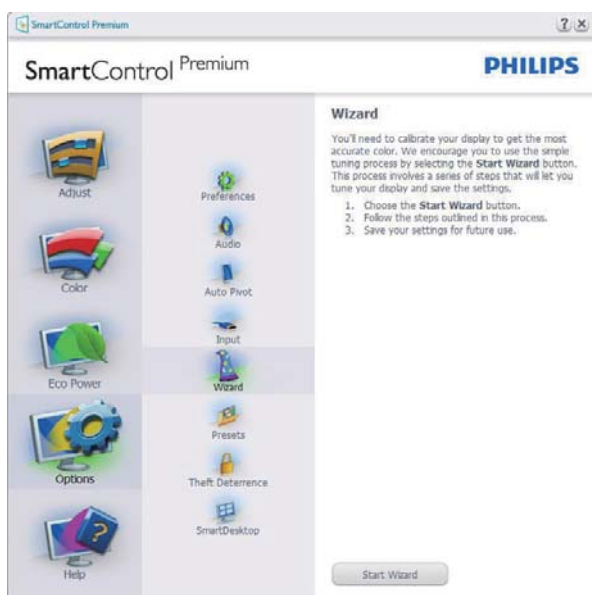 SmartControl Premium
? x
SmartControl Premium
PHILIPS
Adjust
Color
Eco Power
Options
Help
Preferences
Audio
Auto Pivot
Input
Wizard
Presets
Theft Deterrence
SmartDesktop
Wizard
You'll need to calibrate your display to get the most
accurate color. We encourage you to use the simple
tuning process by selecting the Start Wizard button.
This process involves a series of steps that will let you
tune your display and save the settings.
1. Choose the Start Wizard button.
2. Follow the steps outlined in this process.
3. Save your settings for future use.
Start Wizard